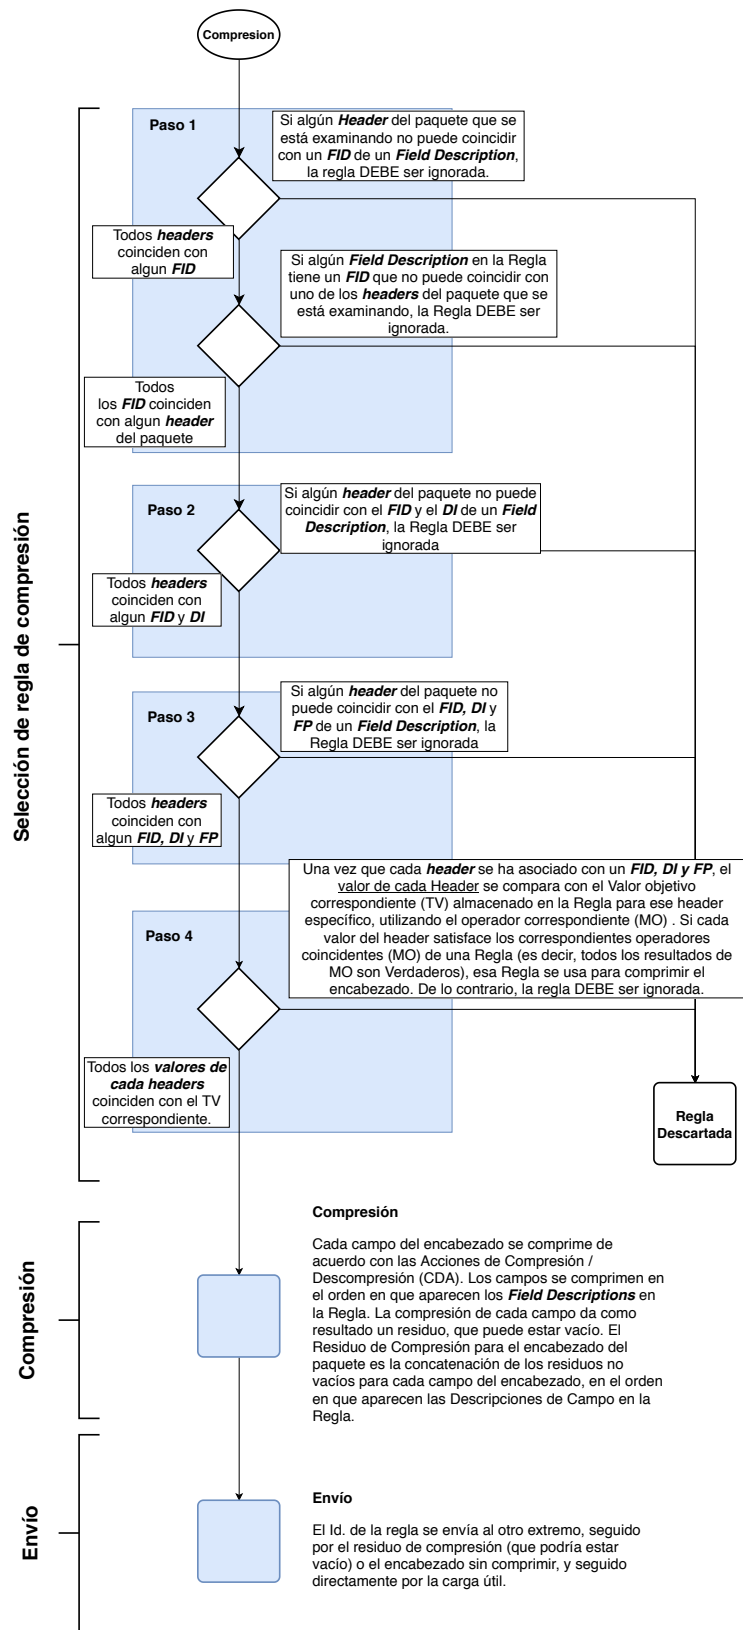 Compresion
Selección de regla de compresión
Paso 1
Si algún Header del paquete que se
está examinando no puede coincidir
con un FID de un Field Description,
la regla DEBE ser ignorada.
Todos headers
coinciden con
algun FID
Si algún Field Description en la Regla
tiene un FID que no puede coincidir con
uno de los headers del paquete que se
está examinando, la Regla DEBE ser
ignorada.
Todos
los FID coinciden
con algun header
del paquete
Paso 2
Si algún header del paquete no puede
coincidir con el FID y el DI de un Field
Description, la Regla DEBE ser
ignorada
Todos headers
coinciden con
algun FID y DI
Paso 3
Si algún header del paquete no
puede coincidir con el FID, DI y
FP de un Field Description, la
Regla DEBE ser ignorada
Todos headers
coinciden con
algun FID, DI y FP
Paso 4
Una vez que cada header se ha asociado con un FID, DI y FP, el
valor de cada Header se compara con el Valor objetivo
correspondiente (TV) almacenado en la Regla para ese header
específico, utilizando el operador correspondiente (MO) . Si cada
valor del header satisface los correspondientes operadores
coincidentes (MO) de una Regla (es decir, todos los resultados de
MO son Verdaderos), esa Regla se usa para comprimir el
encabezado. De lo contrario, la regla DEBE ser ignorada.
Todos los valores de
cada headers
coinciden con el TV
correspondiente.
Regla
Descartada
Compresión
Compresión
Cada campo del encabezado se comprime de
acuerdo con las Acciones de Compresión /
Descompresión (CDA). Los campos se comprimen en
el orden en que aparecen los Field Descriptions en
la Regla. La compresión de cada campo da como
resultado un residuo, que puede estar vacío. El
Residuo de Compresión para el encabezado del
paquete es la concatenación de los residuos no
vacíos para cada campo del encabezado, en el orden
en que aparecen las Descripciones de Campo en la
Regla.
Envío
Envío
El Id. de la regla se envía al otro extremo, seguido
por el residuo de compresión (que podría estar
vacío) o el encabezado sin comprimir, y seguido
directamente por la carga útil.